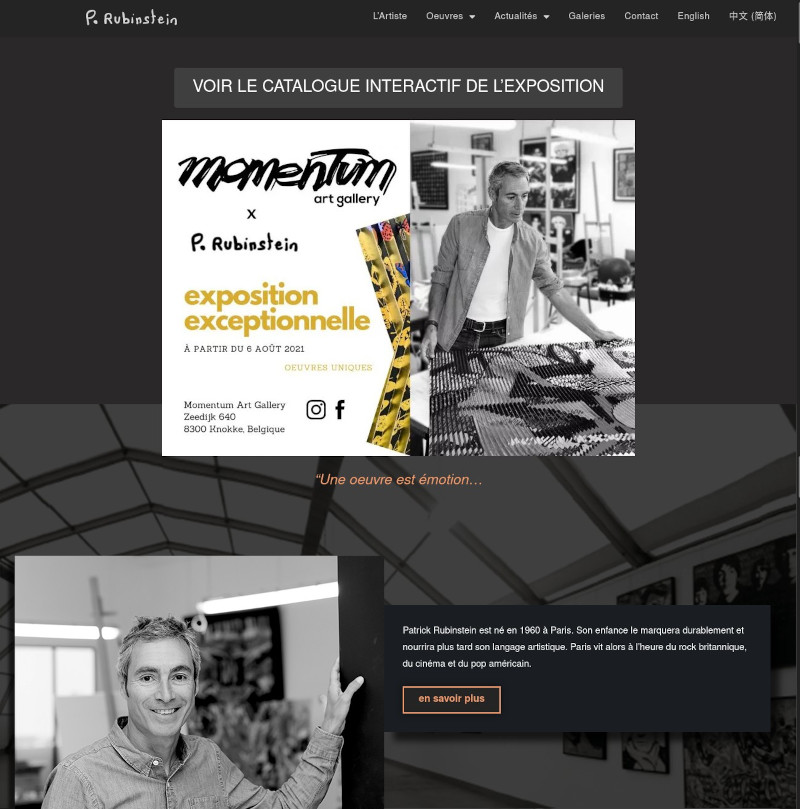 P. Rubinstein
L'Artiste Oeuvres Actualités Galeries Contact English 中文 (简体)
VOIR LE CATALOGUE INTERACTIF DE L'EXPOSITION
momentum
art gallery
x
P. Rubinstein
exposition
exceptionnelle
À PARTIR DU 6 AOÛT 2021
OEUVRES UNIQUES
Momentum Art Gallery
Zeedijk 640
8300 Knokke, Belgique
“Une oeuvre est émotion…
Patrick Rubinstein est né en 1960 à Paris. Son enfance le marquera durablement et
nourrira plus tard son langage artistique. Paris vit alors à l'heure du rock britannique,
du cinéma et du pop américain.
en savoir plus